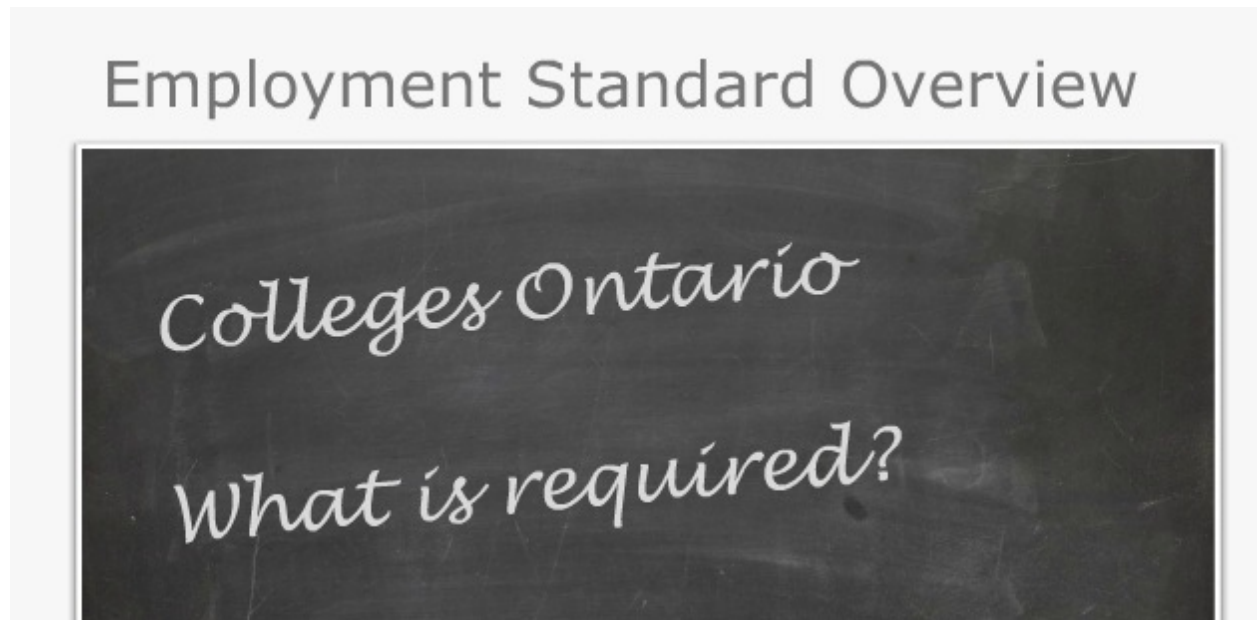 Employment Standard Overview
Colleges Ontario
What is required?